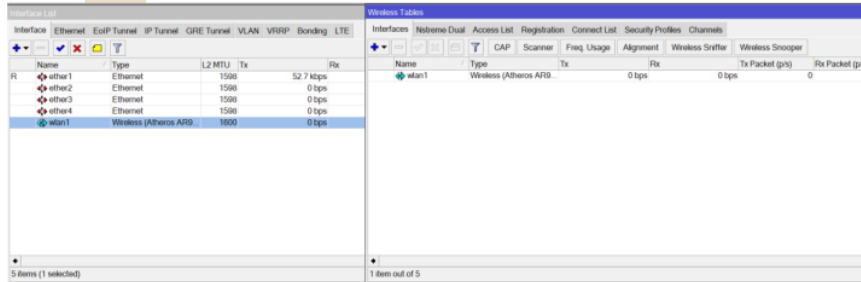 Interface List
Interface Ethernet EoIP Tunnel IP Tunnel GRE Tunnel VLAN VRRP Bonding LTE
Name Type L2 MTU Tx Rx
R ether1 Ethernet 1598 52.7 kbps
ether2 Ethernet 1598 0 bps
ether3 Ethernet 1598 0 bps
ether4 Ethernet 1598 0 bps
wlan1 Wireless (Atheros AR9... 1600 0 bps
5 items (1 selected)
Wireless Tables
Interfaces Nstreme Dual Access List Registration Connect List Security Profiles Channels
CAP Scanner Freq. Usage Alignment Wireless Sniffer Wireless Snooper
Name Type Tx Rx Tx Packet (p/s) Rx Packet (p/
wlan1 Wireless (Atheros AR9... 0 bps 0 bps 0
1 item out of 5